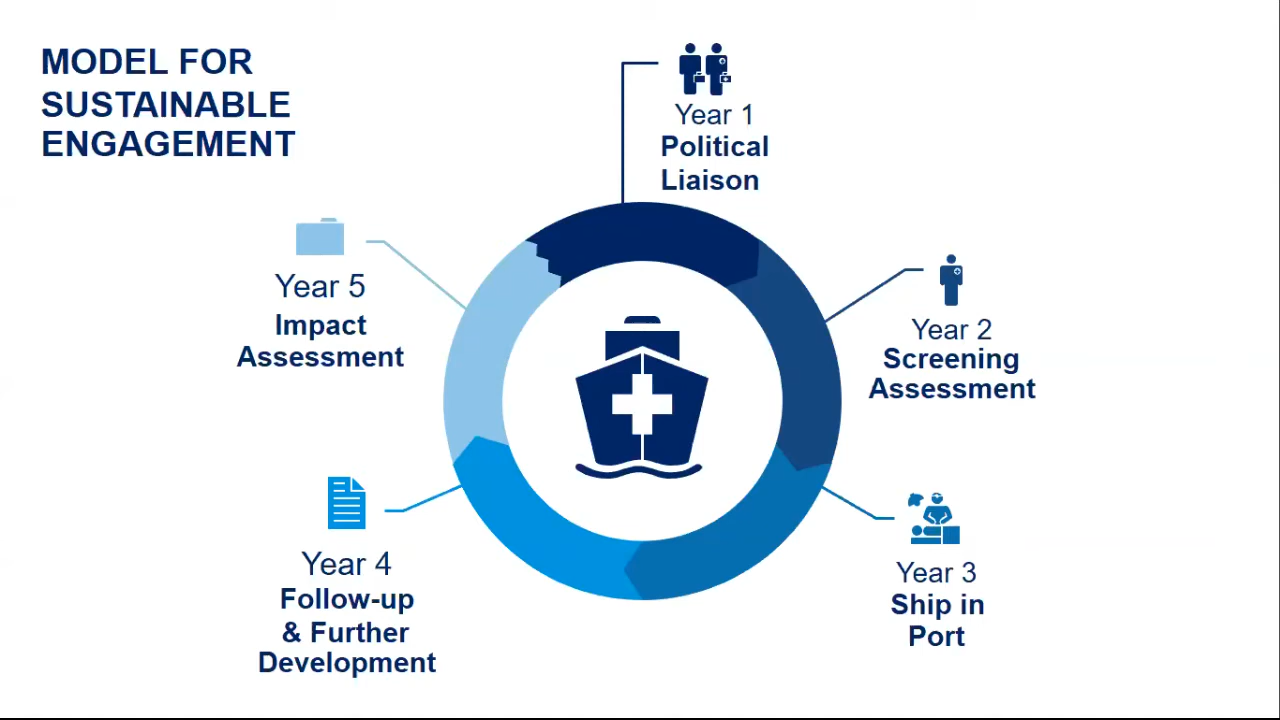 MODEL FOR
SUSTAINABLE
ENGAGEMENT
Year 1
Political
Liaison
Year 2
Screening
Assessment
Year 3
Ship in
Port
Year 4
Follow-up
& Further
Development
Year 5
Impact
Assessment